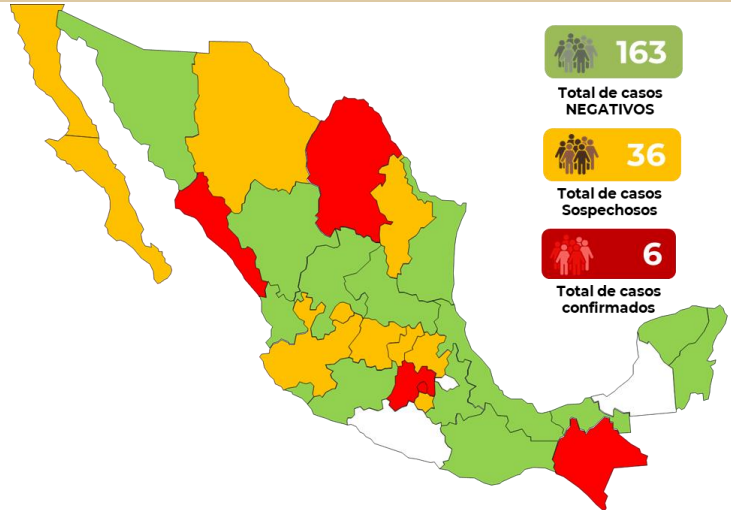 163
Total de casos
NEGATIVOS
36
Total de casos
Sospechosos
6
Total de casos
confirmados